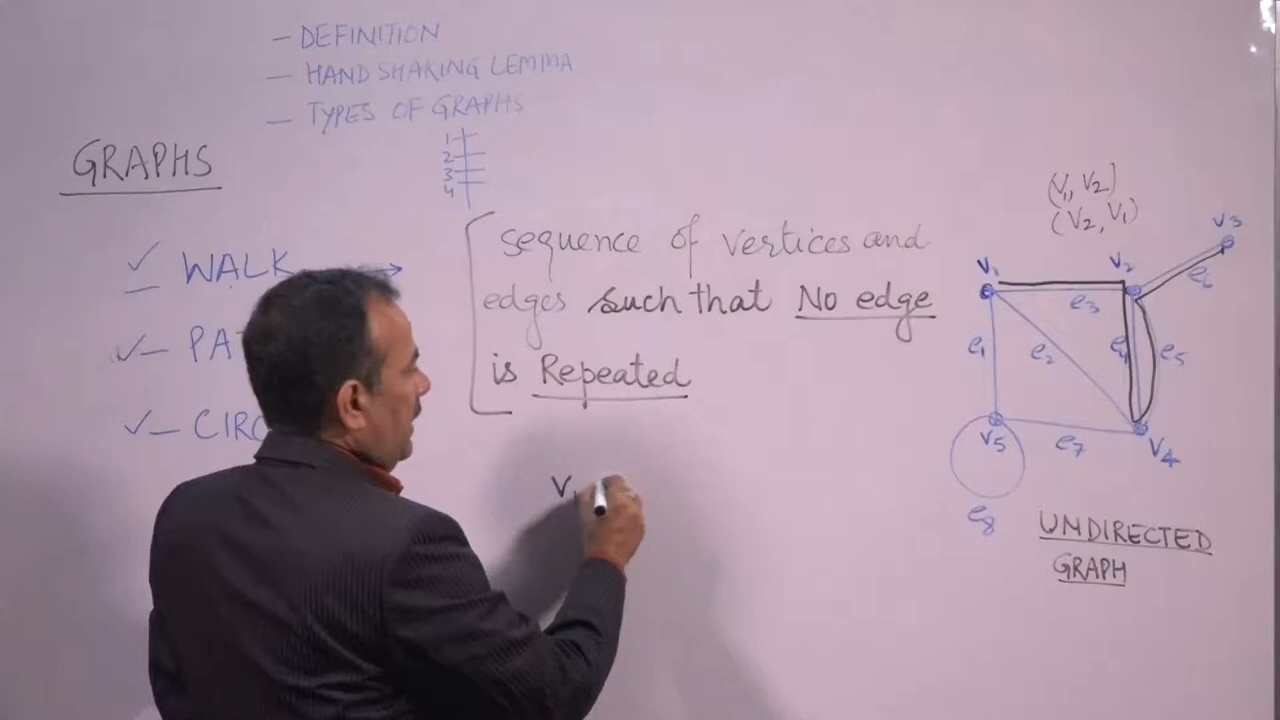 — DEFINITION
— HAND SHAKING LEMMA
— TYPES OF GRAPHS
1
2
3
4
GRAPHS
✓ — WALK →
✓ — PA
✓ — CIRC
sequence of vertices and
edges such that No edge
is Repeated
V₁
(V₁, V₂]
(V₂, V₁)
V₁
V₂
V₃
e₃
e₆
e₁
e₂
e₄
e₅
V₅
e₇
V₄
e₈
UNDIRECTED
GRAPH